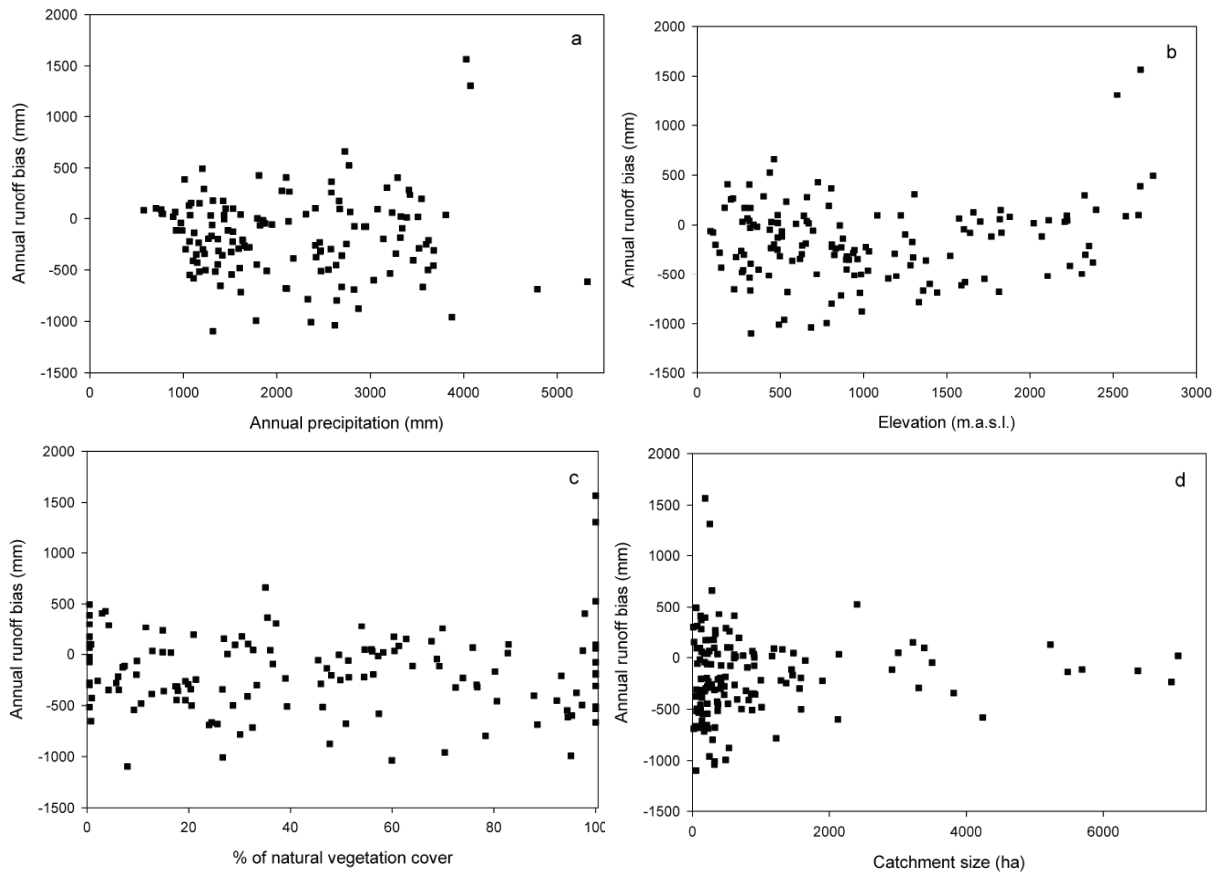 a
2000
1500
1000
500
0
-500
-1000
-1500
Annual runoff bias (mm)
0 1000 2000 3000 4000 5000
Annual precipitation (mm)
b
2000
1500
1000
500
0
-500
-1000
-1500
Annual runoff bias (mm)
0 500 1000 1500 2000 2500 3000
Elevation (m.a.s.l.)
c
2000
1500
1000
500
0
-500
-1000
-1500
Annual runoff bias (mm)
0 20 40 60 80 100
% of natural vegetation cover
d
2000
1500
1000
500
0
-500
-1000
-1500
Annual runoff bias (mm)
0 2000 4000 6000
Catchment size (ha)